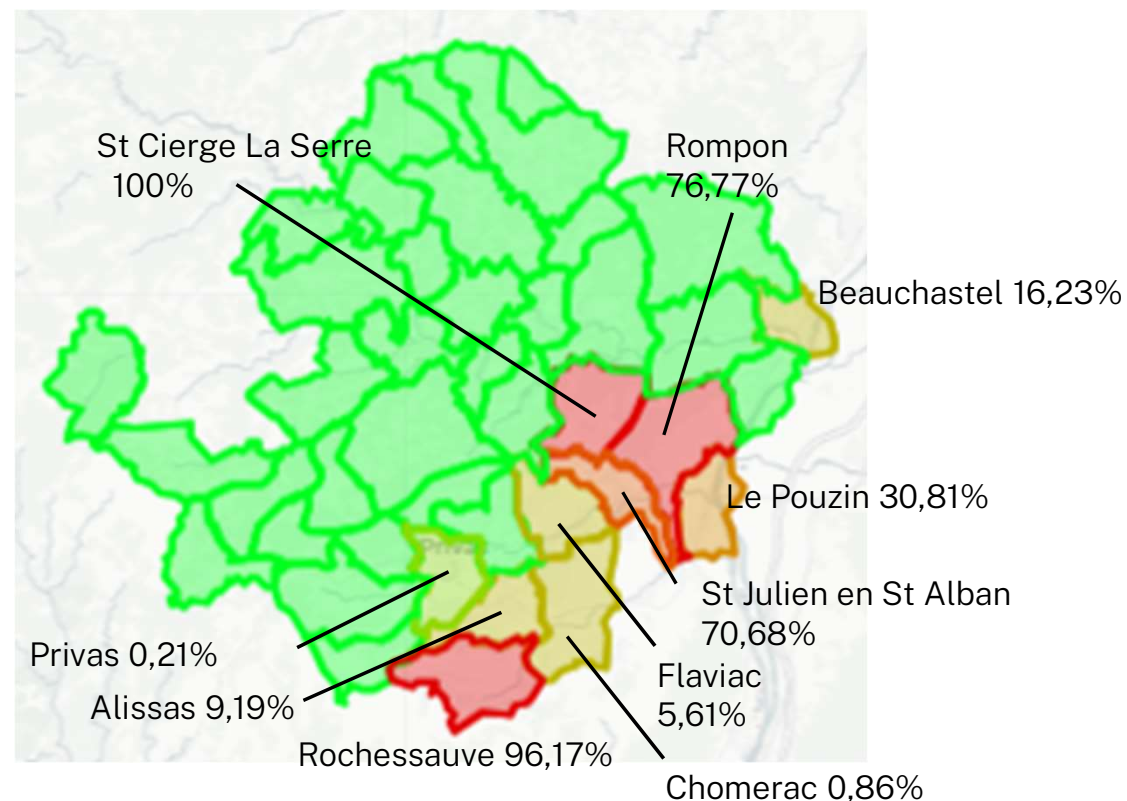 St Cierge La Serre
100%
Rompon
76,77%
Beauchastel 16,23%
Le Pouzin 30,81%
Privas
St Julien en St Alban
70,68%
Privas 0,21%
Flaviac
5,61%
Alissas 9,19%
Rochessauve 96,17%
Chomerac 0,86%